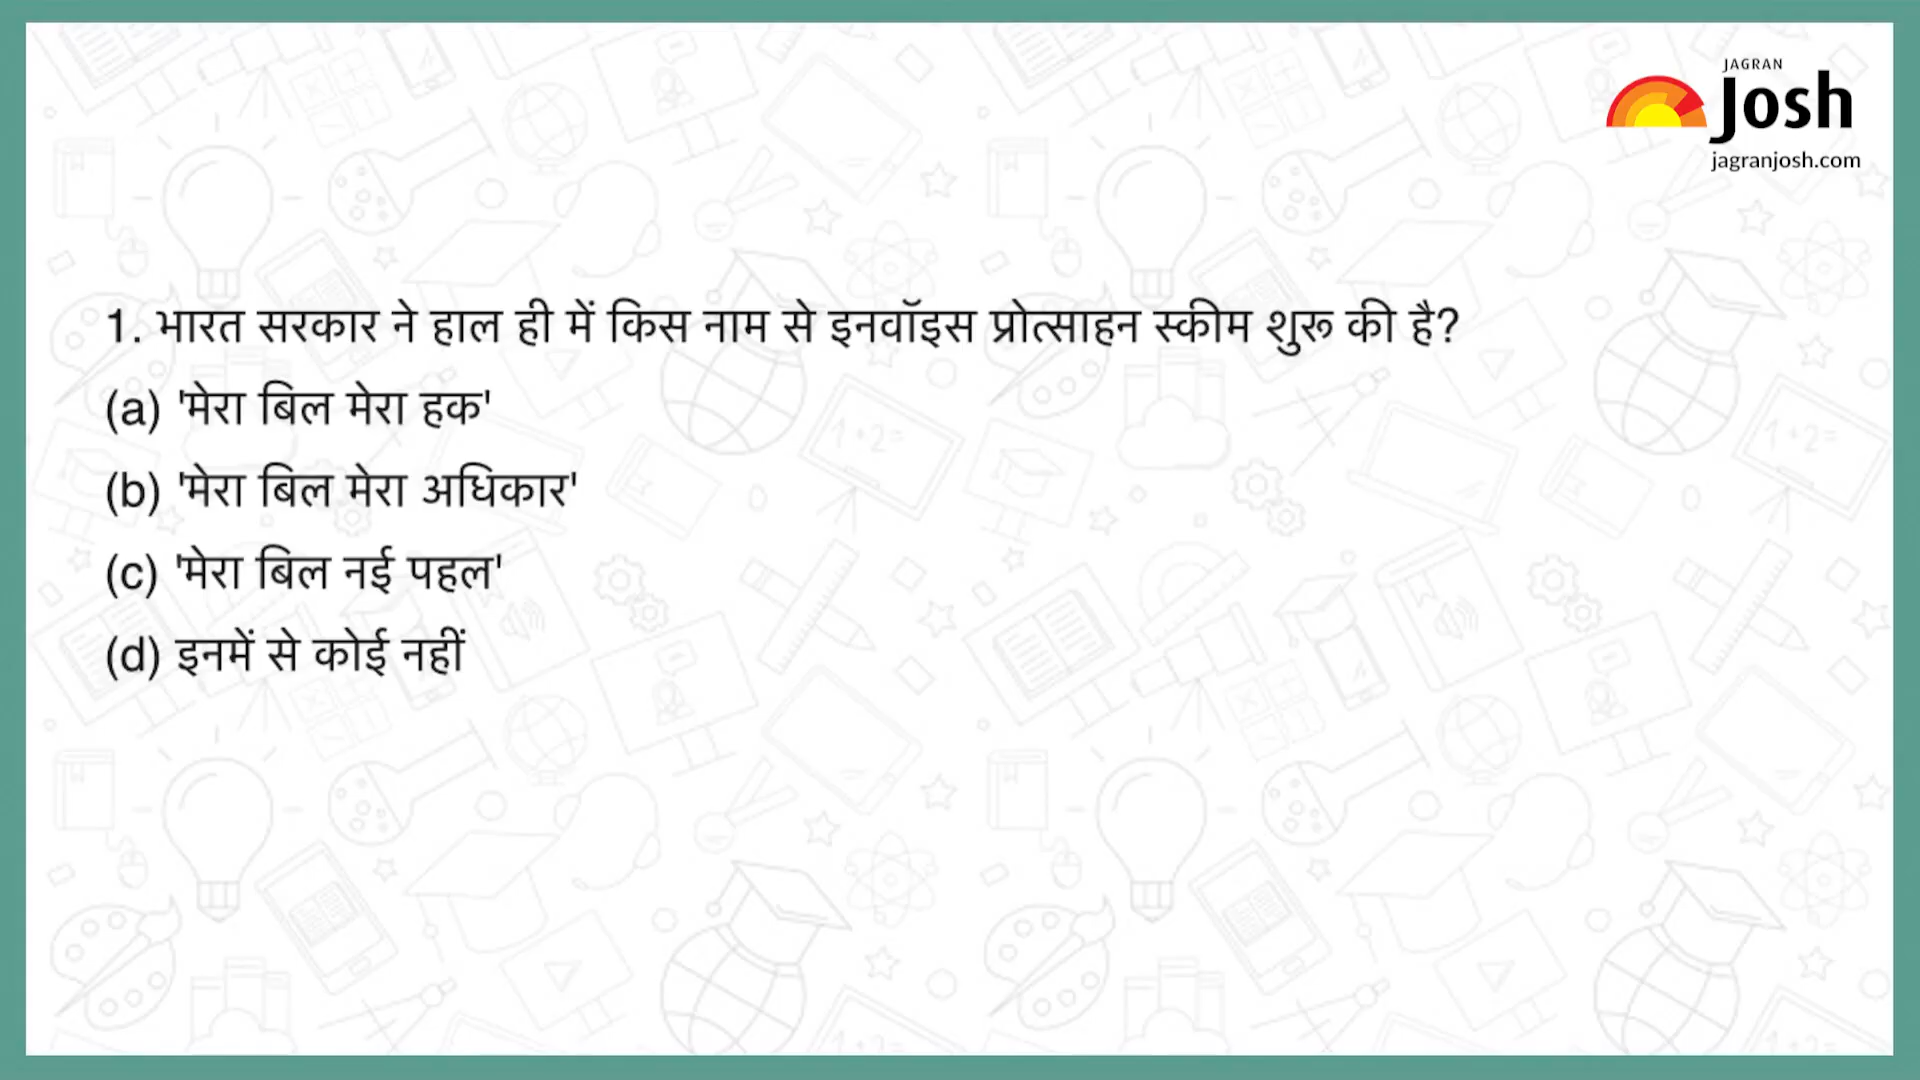 JAGRAN
Josh
jagranjosh.com
1. भारत सरकार ने हाल ही में किस नाम से इनवॉइस प्रोत्साहन स्कीम शुरू की है?
(a) 'मेरा बिल मेरा हक'
(b) 'मेरा बिल मेरा अधिकार'
(c) 'मेरा बिल नई पहल'
(d) इनमें से कोई नहीं